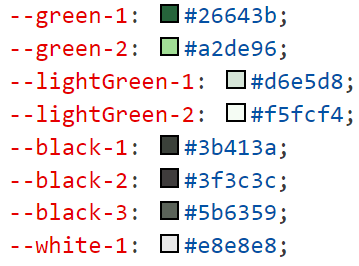 --green-1: #26643b;
--green-2: #a2de96;
--lightGreen-1: #d6e5d8;
--lightGreen-2: #f5fcf4;
--black-1: #3b413a;
--black-2: #3f3c3c;
--black-3: #5b6359;
--white-1: #e8e8e8;